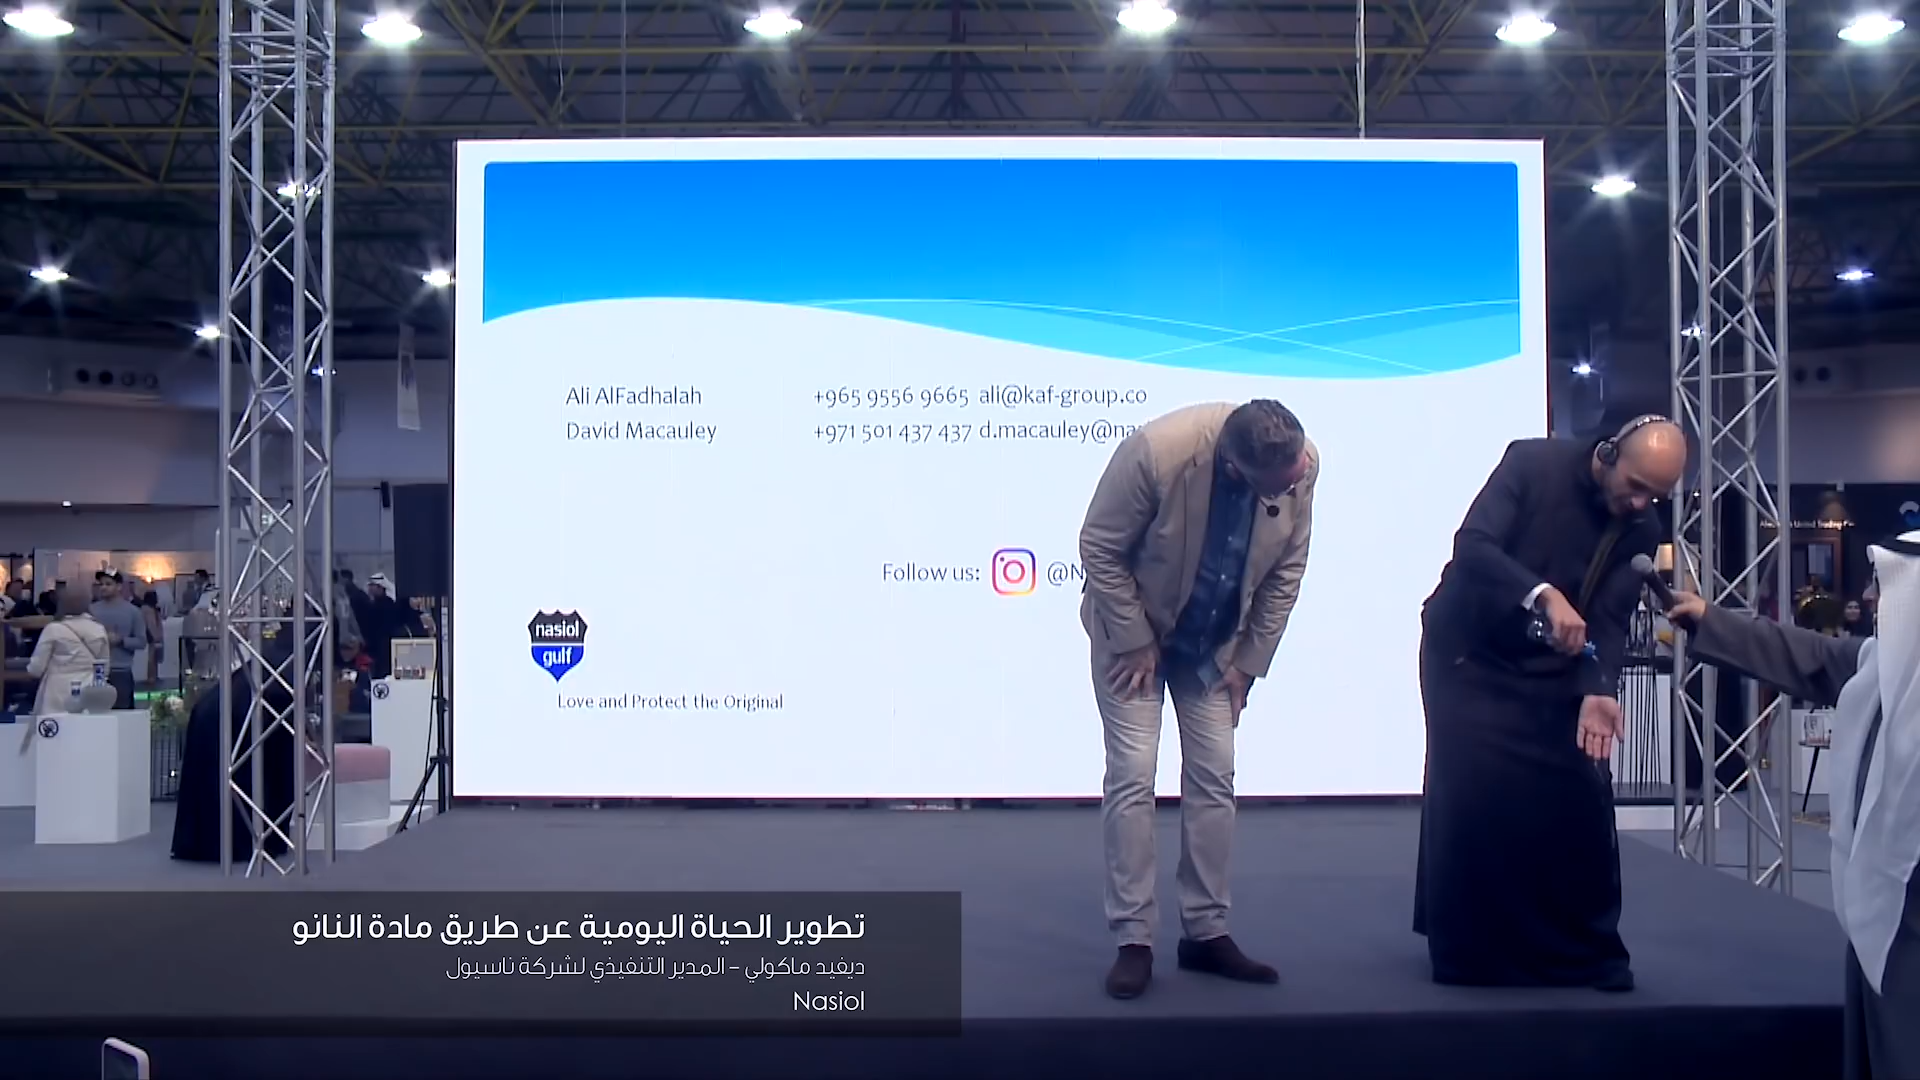 Ali AlFadhalah +965 9556 9665 ali@kaf-group.co
David Macauley +971 501 437 437 d.macauley@na
Follow us: @N
nasiol
gulf
Love and Protect the Original
تطوير الحياة اليومية عن طريق مادة النانو
ديفيد ماكولي – المدير التنفيذي لشركة ناسيول
Nasiol